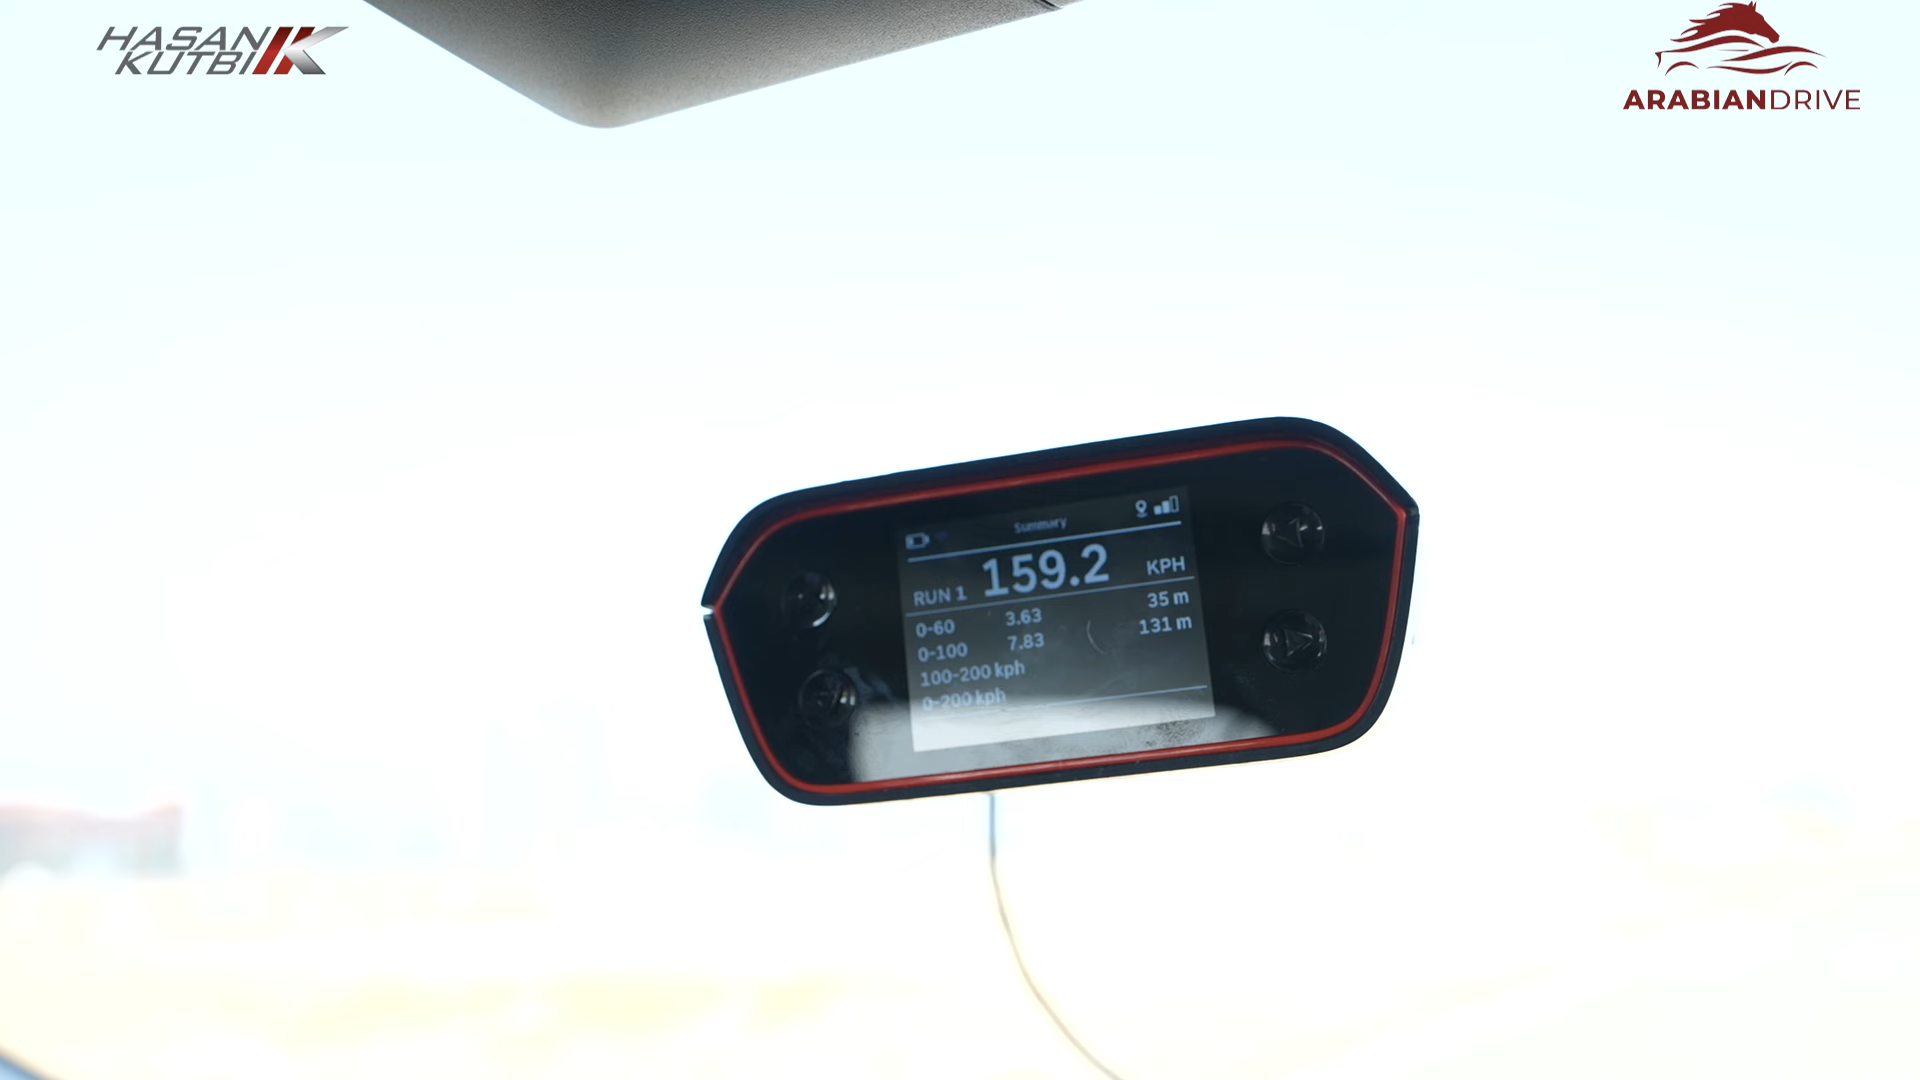 HASAN
KUTBI
ARABIANDRIVE
Summary
RUN 1 159.2 KPH
0-60 3.63 35 m
0-100 7.83 131 m
100-200 kph
0-200 kph